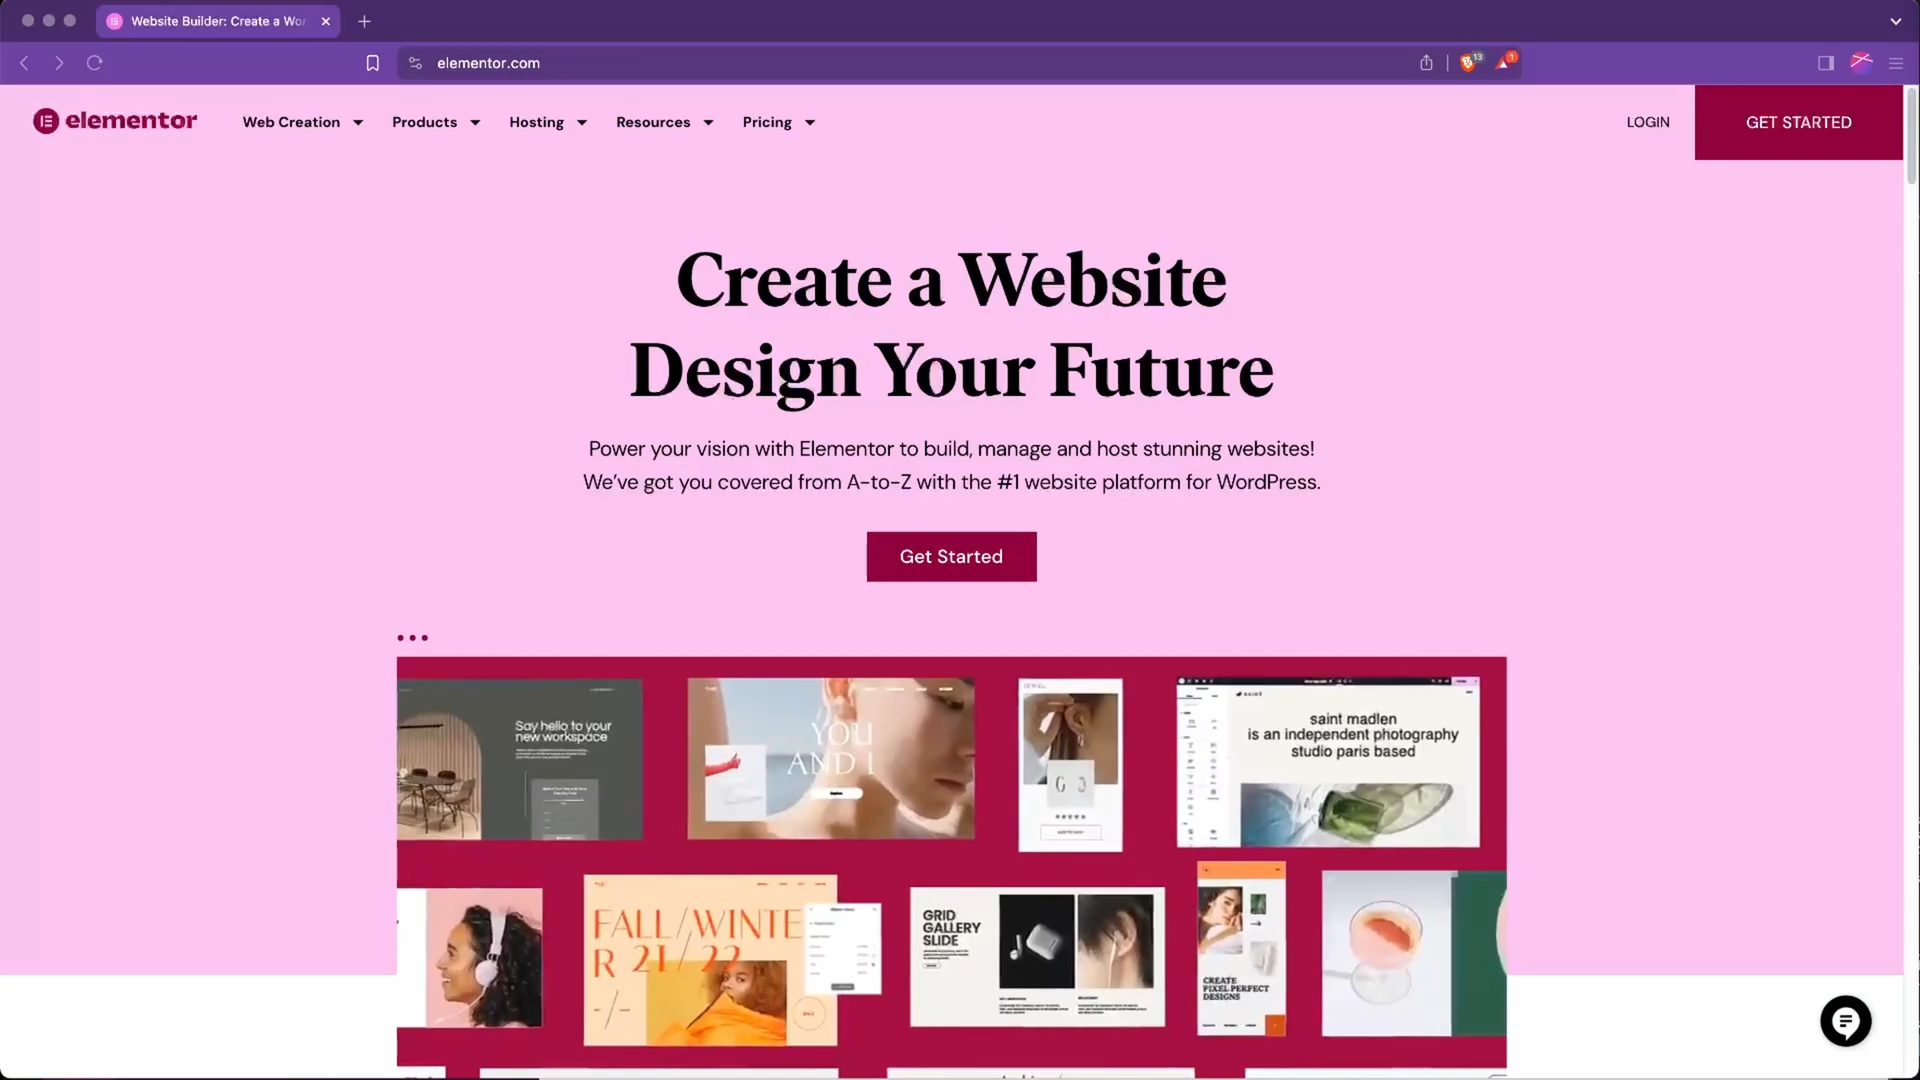 Website Builder: Create a Wor
elementor.com
13
1
elementor
Web Creation
Products
Hosting
Resources
Pricing
LOGIN
GET STARTED
Create a Website
Design Your Future
Power your vision with Elementor to build, manage and host stunning websites!
We’ve got you covered from A-to-Z with the #1 website platform for WordPress.
Get Started
Say hello to your
new workspace
YOU
AND I
saint madlen
is an independent photography
studio paris based
FALL/WINTE
R 21/22
GRID
GALLERY
SLIDE
CREATE
PIXEL PERFECT
DESIGNS